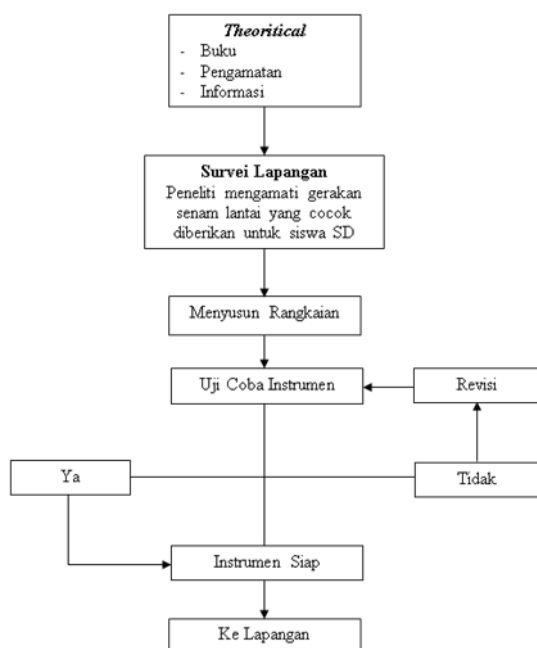 Theoritical
- Buku
- Pengamatan
- Informasi
Survei Lapangan
Peneliti mengamati gerakan
senam lantai yang cocok
diberikan untuk siswa SD
Menyusun Rangkaian
Uji Coba Instrumen
Revisi
Ya
Tidak
Instrumen Siap
Ke Lapangan